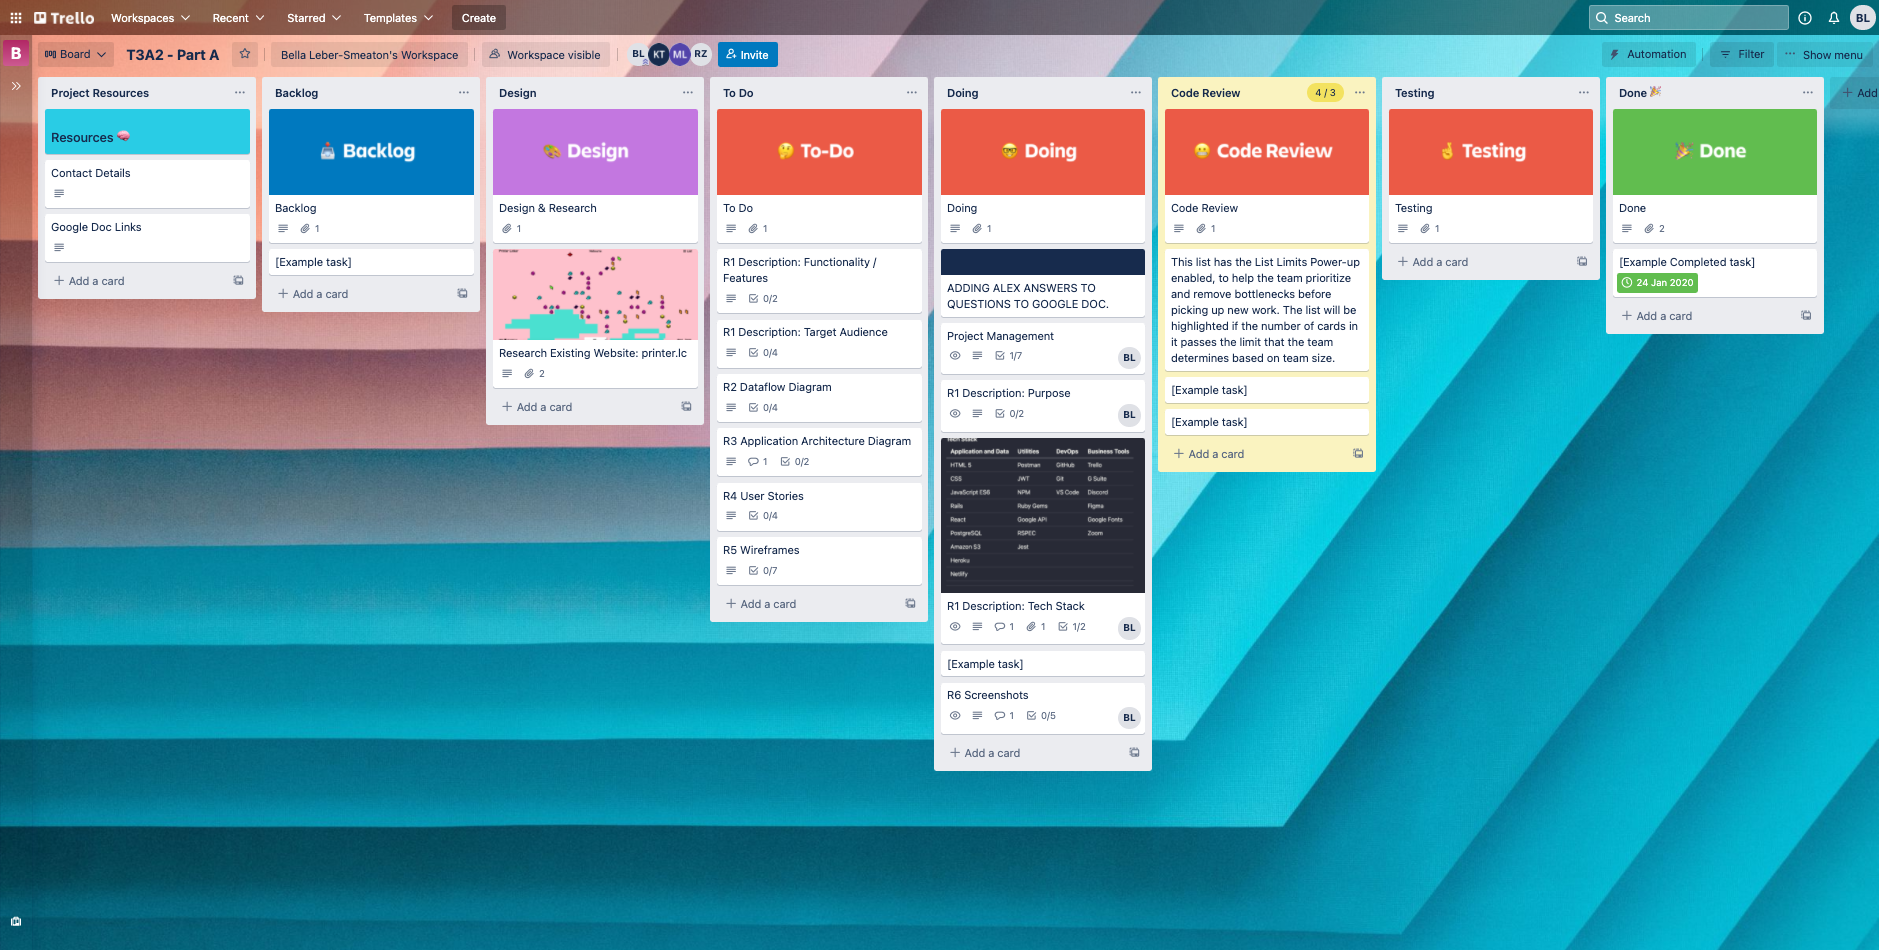 Trello
Workspaces
Recent
Starred
Templates
Create
Search
BL
B
Board
T3A2 - Part A
Bella Leber-Smeaton's Workspace
Workspace visible
BL
KT
ML
RZ
Invite
Automation
Filter
Show menu
Project Resources
Resources
Contact Details
Google Doc Links
Add a card
Backlog
Backlog
Backlog
1
[Example task]
Add a card
Design
Design
Design & Research
1
Research Existing Website: printer.lc
2
Add a card
To Do
To-Do
To Do
1
R1 Description: Functionality /
Features
0/2
R1 Description: Target Audience
0/4
R2 Dataflow Diagram
0/4
R3 Application Architecture Diagram
1
0/2
R4 User Stories
0/4
R5 Wireframes
0/7
Add a card
Doing
Doing
Doing
1
ADDING ALEX ANSWERS TO
QUESTIONS TO GOOGLE DOC.
Project Management
1/7
BL
R1 Description: Purpose
0/2
BL
Tech Stack
Application and Data Utilities DevOps Business Tools
HTML 5 Postman GitHub Trello
CSS JWT Git G Suite
JavaScript ES6 NPM VS Code Discord
Rails Ruby Gems Figma
React Google API Google Fonts
PostgreSQL RSPEC Zoom
Amazon S3 Jest
Heroku
Netlify
R1 Description: Tech Stack
1
1
1/2
BL
[Example task]
R6 Screenshots
1
0/5
BL
Add a card
Code Review
4 / 3
Code Review
Code Review
1
This list has the List Limits Power-up
enabled, to help the team prioritize
and remove bottlenecks before
picking up new work. The list will be
highlighted if the number of cards in
it passes the limit that the team
determines based on team size.
[Example task]
[Example task]
Add a card
Testing
Testing
Testing
1
Add a card
Done
Done
Done
2
[Example Completed task]
24 Jan 2020
Add a card
Add